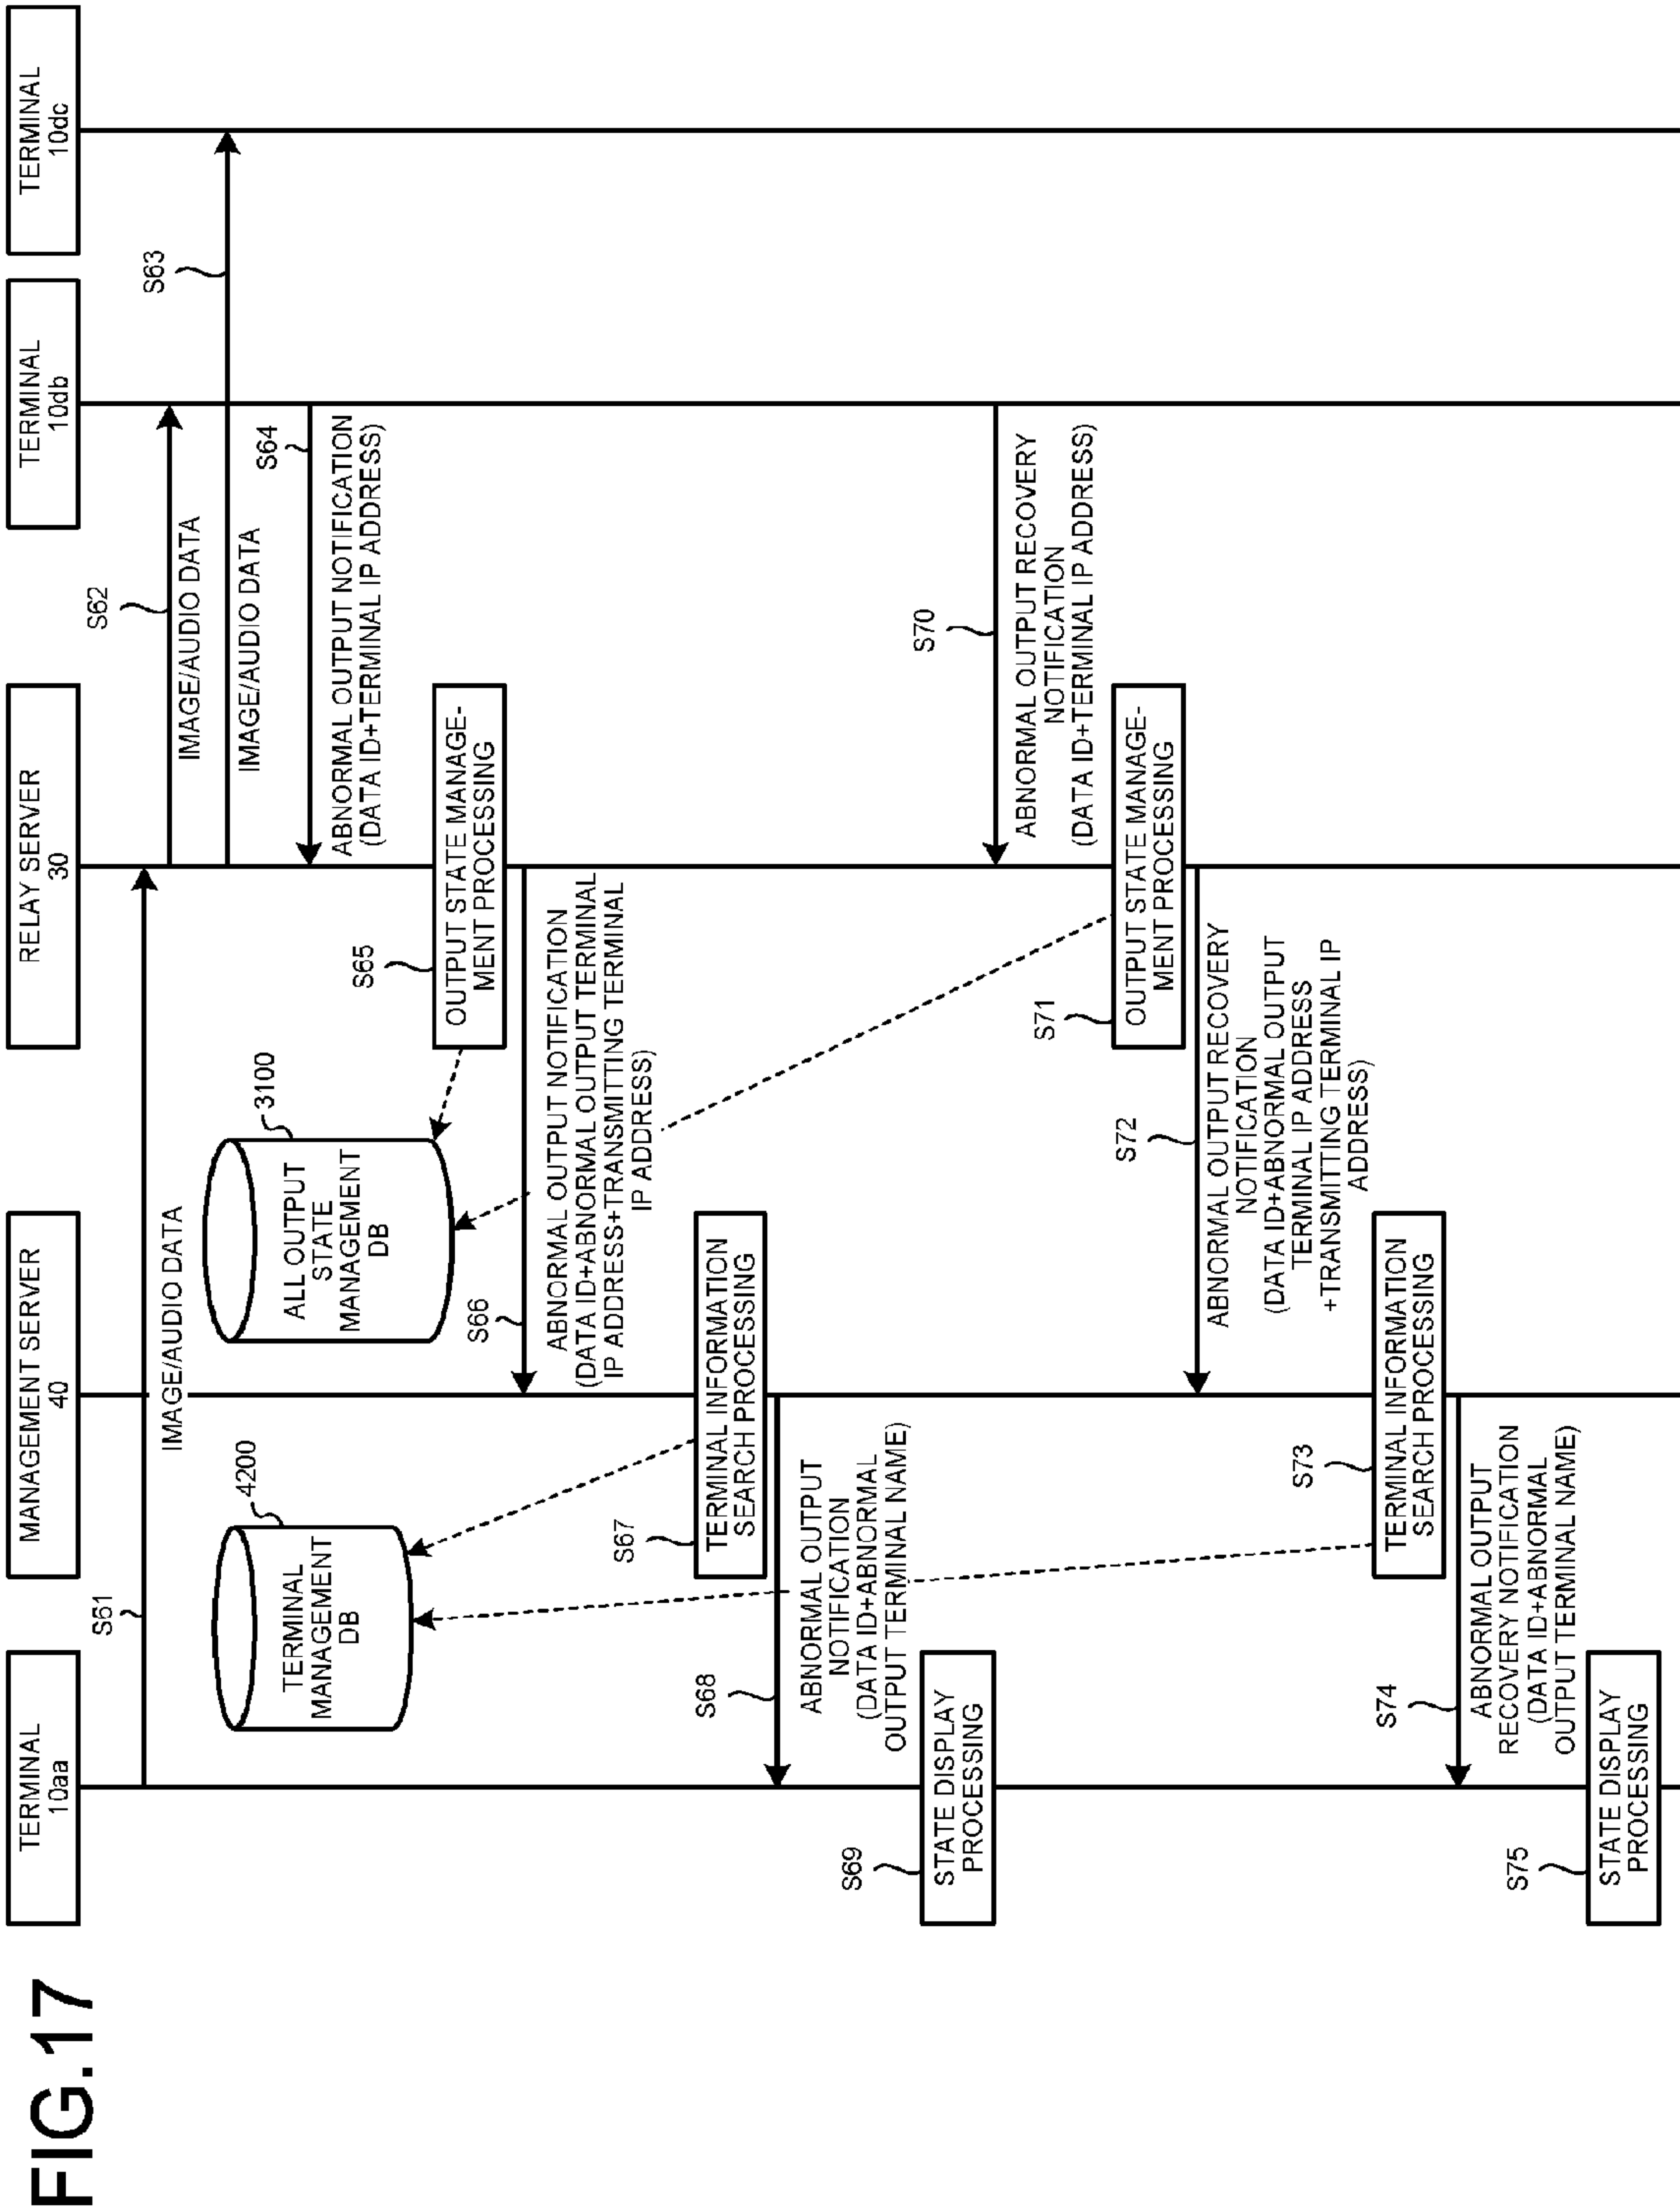 FIG.17
TERMINAL
10aa
MANAGEMENT SERVER
40
RELAY SERVER
30
TERMINAL
10db
TERMINAL
10dc
S61
IMAGE/AUDIO DATA
S62
IMAGE/AUDIO DATA
S63
IMAGE/AUDIO DATA
S64
ABNORMAL OUTPUT NOTIFICATION
(DATA ID+TERMINAL IP ADDRESS)
4200
TERMINAL
MANAGEMENT
DB
3100
ALL OUTPUT
STATE
MANAGEMENT
DB
S65
OUTPUT STATE MANAGE-
MENT PROCESSING
S66
ABNORMAL OUTPUT NOTIFICATION
(DATA ID+ABNORMAL OUTPUT TERMINAL
IP ADDRESS+TRANSMITTING TERMINAL
IP ADDRESS)
S67
TERMINAL INFORMATION
SEARCH PROCESSING
S68
ABNORMAL OUTPUT
NOTIFICATION
(DATA ID+ABNORMAL
OUTPUT TERMINAL NAME)
S69
STATE DISPLAY
PROCESSING
S70
ABNORMAL OUTPUT RECOVERY
NOTIFICATION
(DATA ID+TERMINAL IP ADDRESS)
S71
OUTPUT STATE MANAGE-
MENT PROCESSING
S72
ABNORMAL OUTPUT RECOVERY
NOTIFICATION
(DATA ID+ABNORMAL OUTPUT
TERMINAL IP ADDRESS
+TRANSMITTING TERMINAL IP
ADDRESS)
S73
TERMINAL INFORMATION
SEARCH PROCESSING
S74
ABNORMAL OUTPUT
RECOVERY NOTIFICATION
(DATA ID+ABNORMAL
OUTPUT TERMINAL NAME)
S75
STATE DISPLAY
PROCESSING